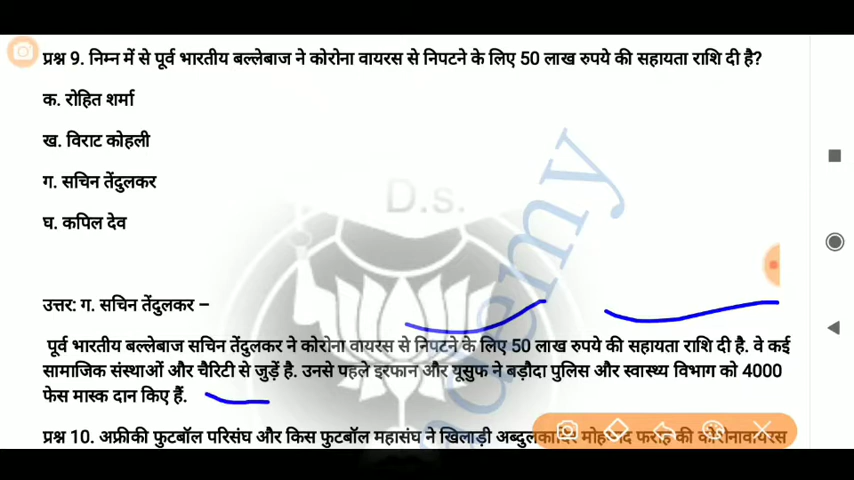 प्रश्न 9. निम्न में से पूर्व भारतीय बल्लेबाज ने कोरोना वायरस से निपटने के लिए 50 लाख रुपये की सहायता राशि दी है?
क. रोहित शर्मा
ख. विराट कोहली
ग. सचिन तेंदुलकर
घ. कपिल देव
D.s.
उत्तर: ग. सचिन तेंदुलकर –
पूर्व भारतीय बल्लेबाज सचिन तेंदुलकर ने कोरोना वायरस से निपटने के लिए 50 लाख रुपये की सहायता राशि दी है. वे कई
सामाजिक संस्थाओं और चैरिटी से जुड़ें है. उनसे पहले इरफान और यूसुफ ने बड़ौदा पुलिस और स्वास्थ्य विभाग को 4000
फेस मास्क दान किए हैं.
प्रश्न 10. अफ्रीकी फुटबॉल परिसंघ और किस फुटबॉल महासंघ ने खिलाड़ी फराह की कोरोनावायरस